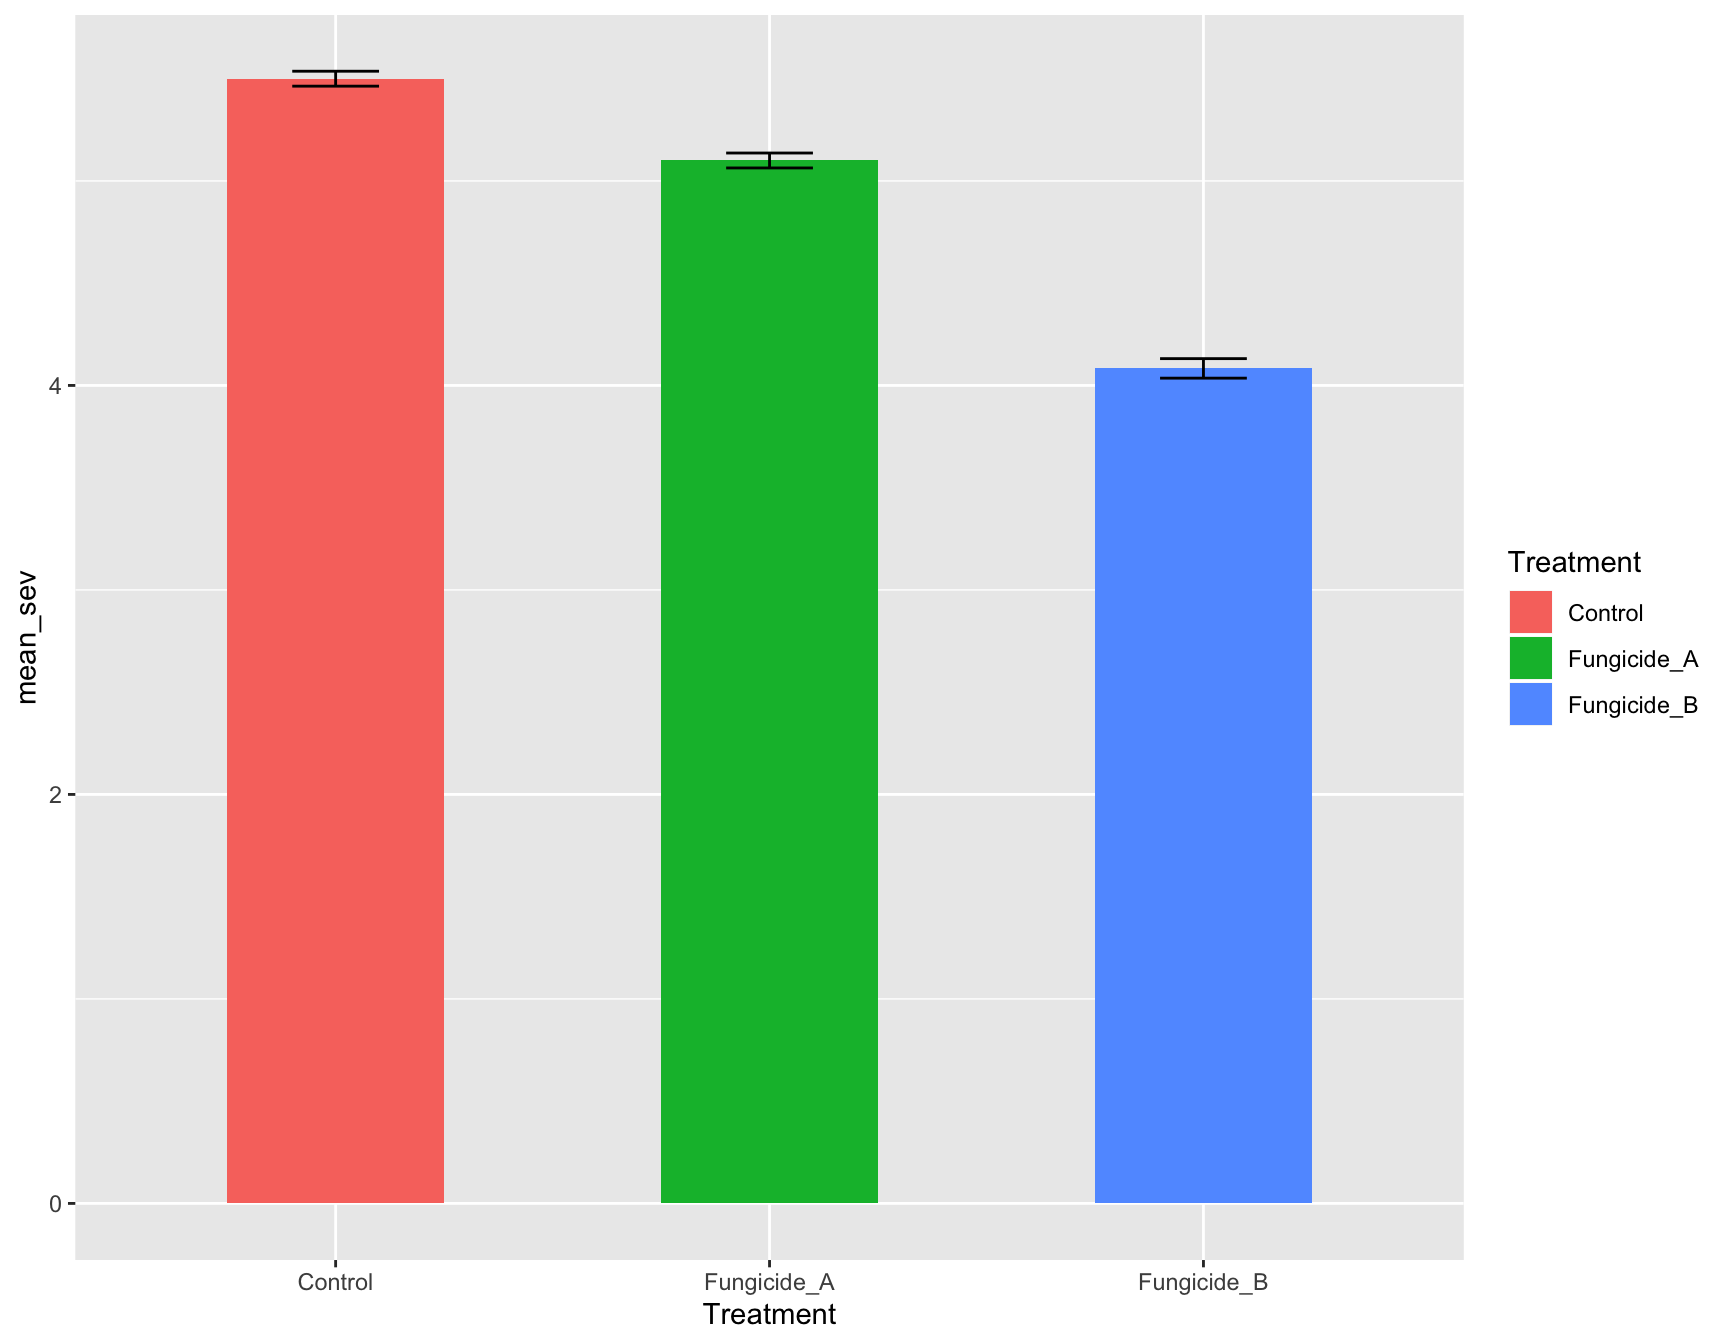 mean_sev
4
2
0
Control
Fungicide_A
Fungicide_B
Treatment
Treatment
Control
Fungicide_A
Fungicide_B